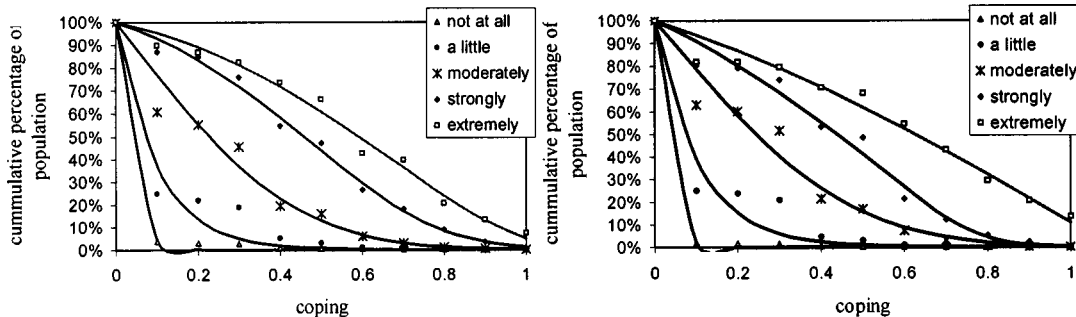 cummulative percentage of population
100%
90%
80%
70%
60%
50%
40%
30%
20%
10%
0%
0 0.2 0.4 0.6 0.8 1
coping
not at all
a little
moderately
strongly
extremely
cummulative percentage of population
100%
90%
80%
70%
60%
50%
40%
30%
20%
10%
0%
0 0.2 0.4 0.6 0.8 1
coping
not at all
a little
moderately
strongly
extremely